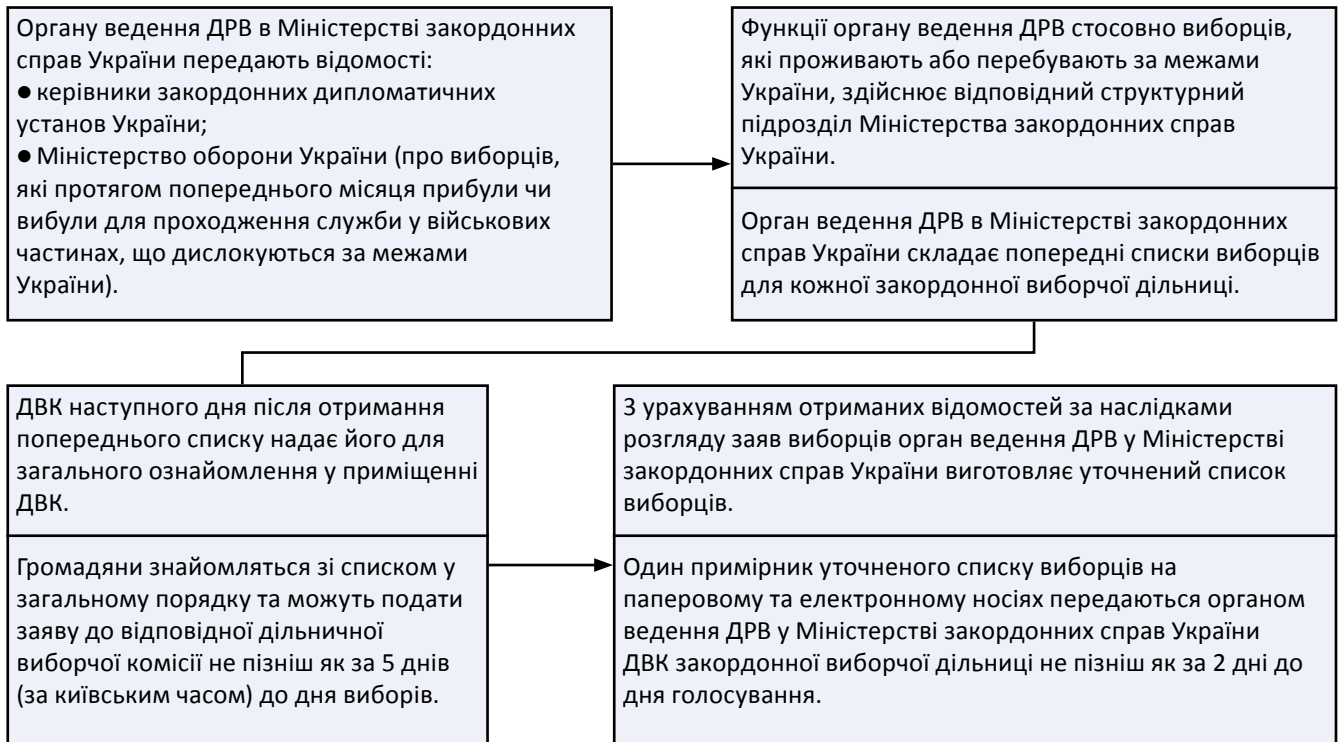 Органу ведення ДРВ в Міністерстві закордонних
справ України передають відомості:
● керівники закордонних дипломатичних
установ України;
● Міністерство оборони України (про виборців,
які протягом попереднього місяця прибули чи
вибули для проходження служби у військових
частинах, що дислокуються за межами
України).
Функції органу ведення ДРВ стосовно виборців,
які проживають або перебувають за межами
України, здійснює відповідний структурний
підрозділ Міністерства закордонних справ
України.
Орган ведення ДРВ в Міністерстві закордонних
справ України складає попередні списки виборців
для кожної закордонної виборчої дільниці.
ДВК наступного дня після отримання
попереднього списку надає його для
загального ознайомлення у приміщенні
ДВК.
Громадяни знайомляться зі списком у
загальному порядку та можуть подати
заяву до відповідної дільничної
виборчої комісії не пізніш як за 5 днів
(за київським часом) до дня виборів.
З урахуванням отриманих відомостей за наслідками
розгляду заяв виборців орган ведення ДРВ у Міністерстві
закордонних справ України виготовляє уточнений список
виборців.
Один примірник уточненого списку виборців на
паперовому та електронному носіях передаються органом
ведення ДРВ у Міністерстві закордонних справ України
ДВК закордонної виборчої дільниці не пізніш як за 2 дні до
дня голосування.